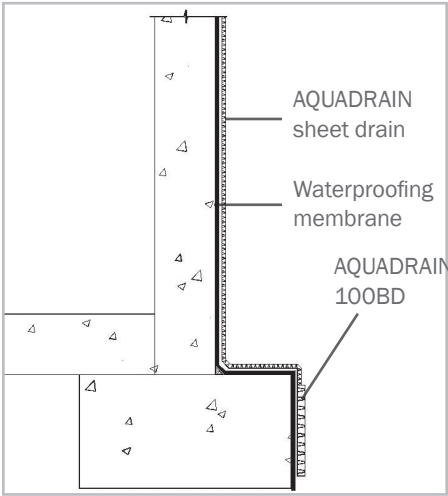 AQUADRAIN
sheet drain
Waterproofing
membrane
AQUADRAIN
100BD